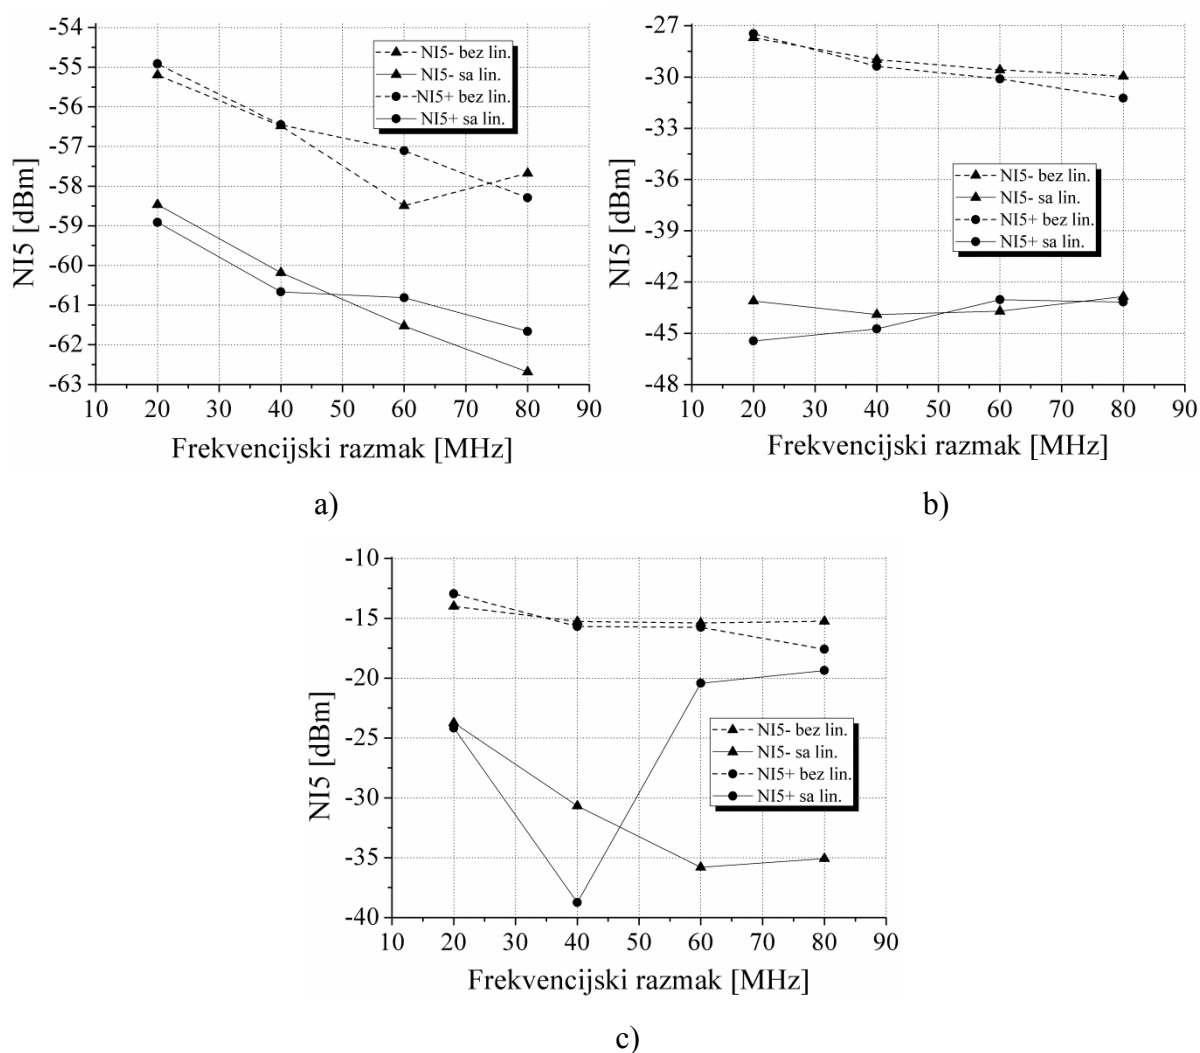 -54
-55
-56
-57
-58
-59
-60
-61
-62
-63
NI5 [dBm]
NI5- bez lin.
NI5- sa lin.
NI5+ bez lin.
NI5+ sa lin.
10 20 30 40 50 60 70 80 90
Frekvencijski razmak [MHz]
a)
-27
-30
-33
-36
-39
-42
-45
-48
NI5 [dBm]
NI5- bez lin.
NI5- sa lin.
NI5+ bez lin.
NI5+ sa lin.
10 20 30 40 50 60 70 80 90
Frekvencijski razmak [MHz]
b)
-10
-15
-20
-25
-30
-35
-40
NI5 [dBm]
NI5- bez lin.
NI5- sa lin.
NI5+ bez lin.
NI5+ sa lin.
10 20 30 40 50 60 70 80 90
Frekvencijski razmak [MHz]
c)